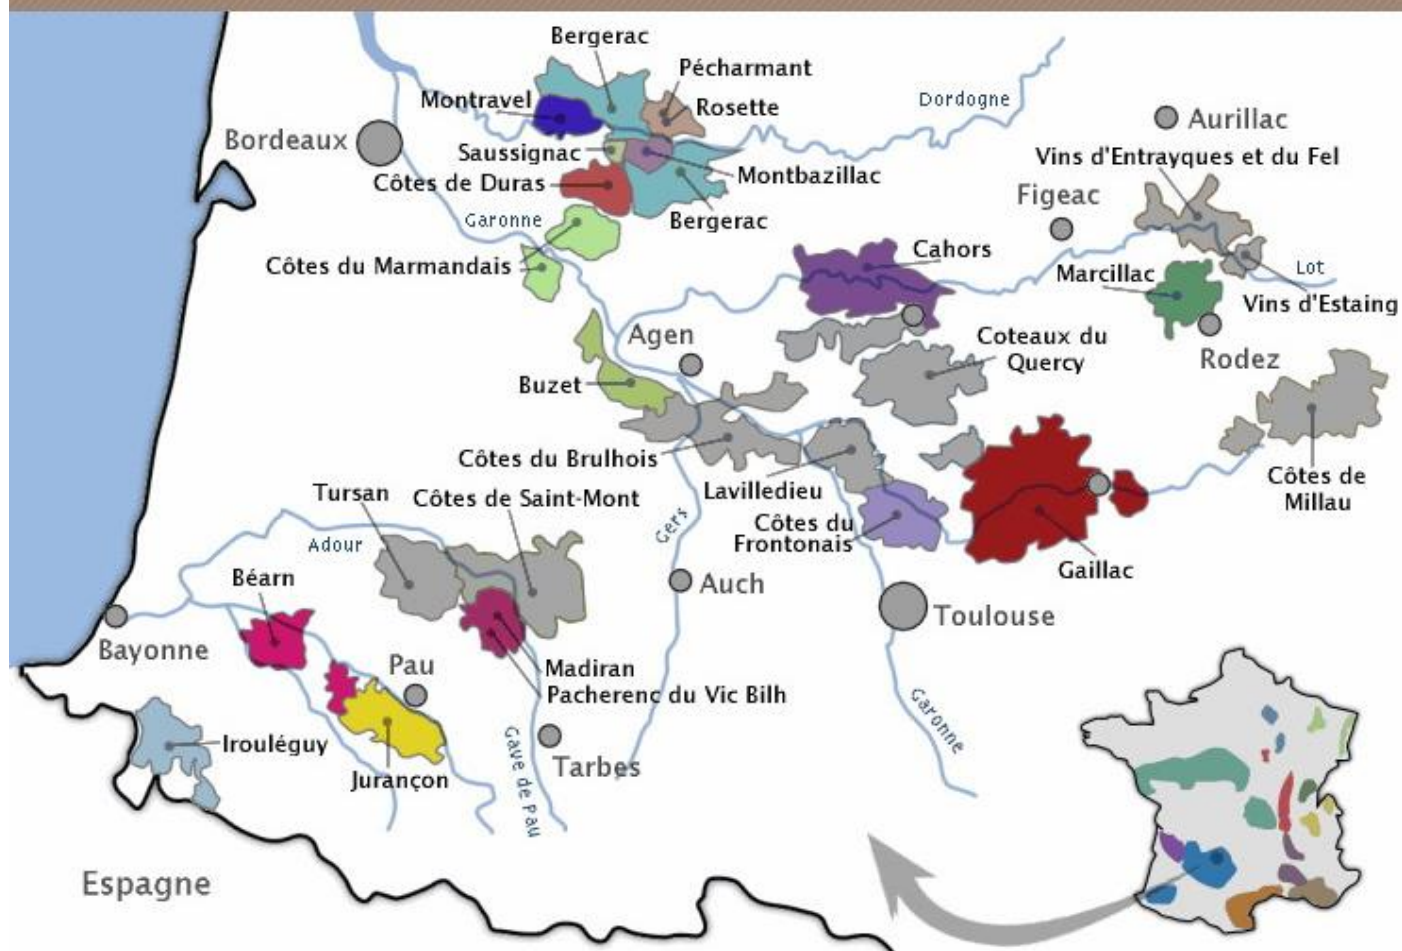 Bergerac
Pécharmant
Montravel
Rosette
Dordogne
Aurillac
Bordeaux
Saussignac
Vins d'Entrayques et du Fel
Côtes de Duras
Montbazillac
Figeac
Garonne
Bergerac
Cahors
Côtes du Marmandais
Marcillac
Lot
Vins d'Estaing
Agen
Coteaux du
Quercy
Rodez
Buzet
Côtes du Brulhois
Lavilledieu
Côtes de
Millau
Tursan
Côtes de Saint-Mont
Gers
Côtes du
Frontonais
Adour
Gaillac
Béarn
Auch
Toulouse
Bayonne
Pau
Madiran
Pacherenc du Vic Bilh
Garonne
Irouléguy
Tarbes
Jurançon
Gave de Pau
Espagne